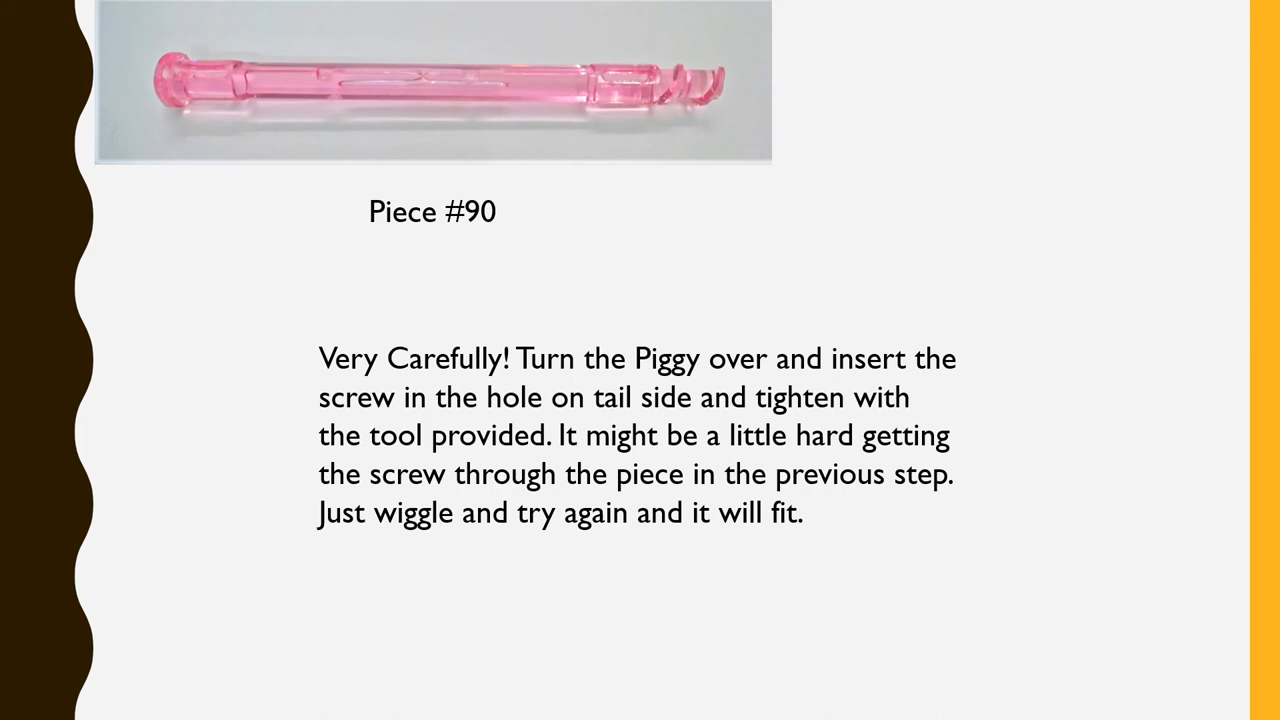 Piece #90
Very Carefully! Turn the Piggy over and insert the
screw in the hole on tail side and tighten with
the tool provided. It might be a little hard getting
the screw through the piece in the previous step.
Just wiggle and try again and it will fit.